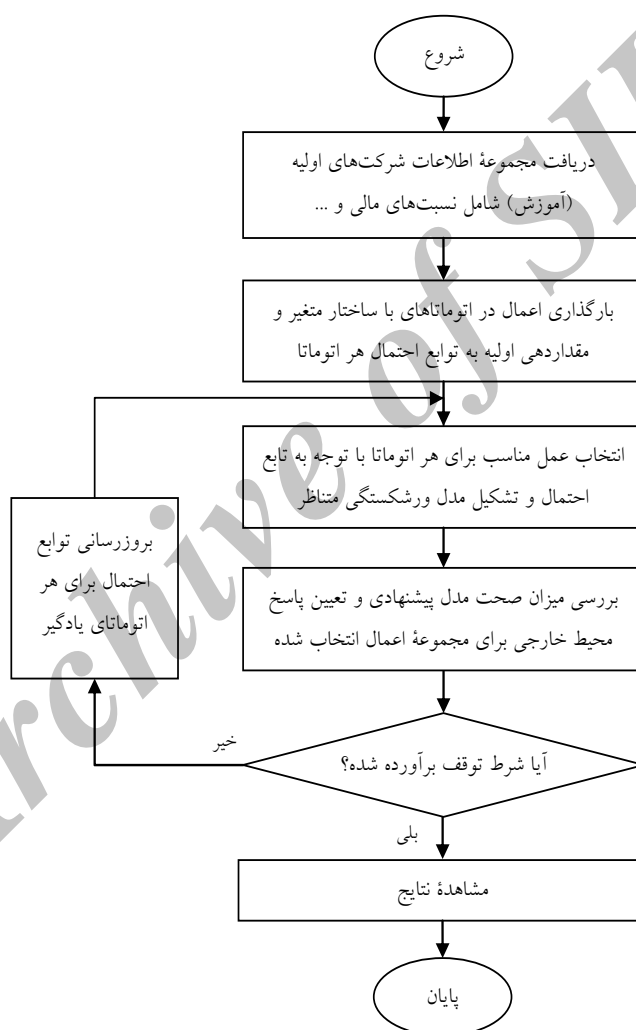 شروع
دریافت مجموعهٔ اطلاعات شرکت‌های اولیه
(آموزش) شامل نسبت‌های مالی و ...
بارگذاری اعمال در اتوماتاهای با ساختار متغیر و
مقداردهی اولیه به توابع احتمال هر اتوماتا
انتخاب عمل مناسب برای هر اتوماتا با توجه به تابع
احتمال و تشکیل مدل ورشکستگی متناظر
بروزرسانی توابع
احتمال برای هر
اتوماتای یادگیر
بررسی میزان صحت مدل پیشنهادی و تعیین پاسخ
محیط خارجی برای مجموعهٔ اعمال انتخاب شده
خیر
آیا شرط توقف برآورده شده؟
بلی
مشاهدهٔ نتایج
پایان
Archive of SI